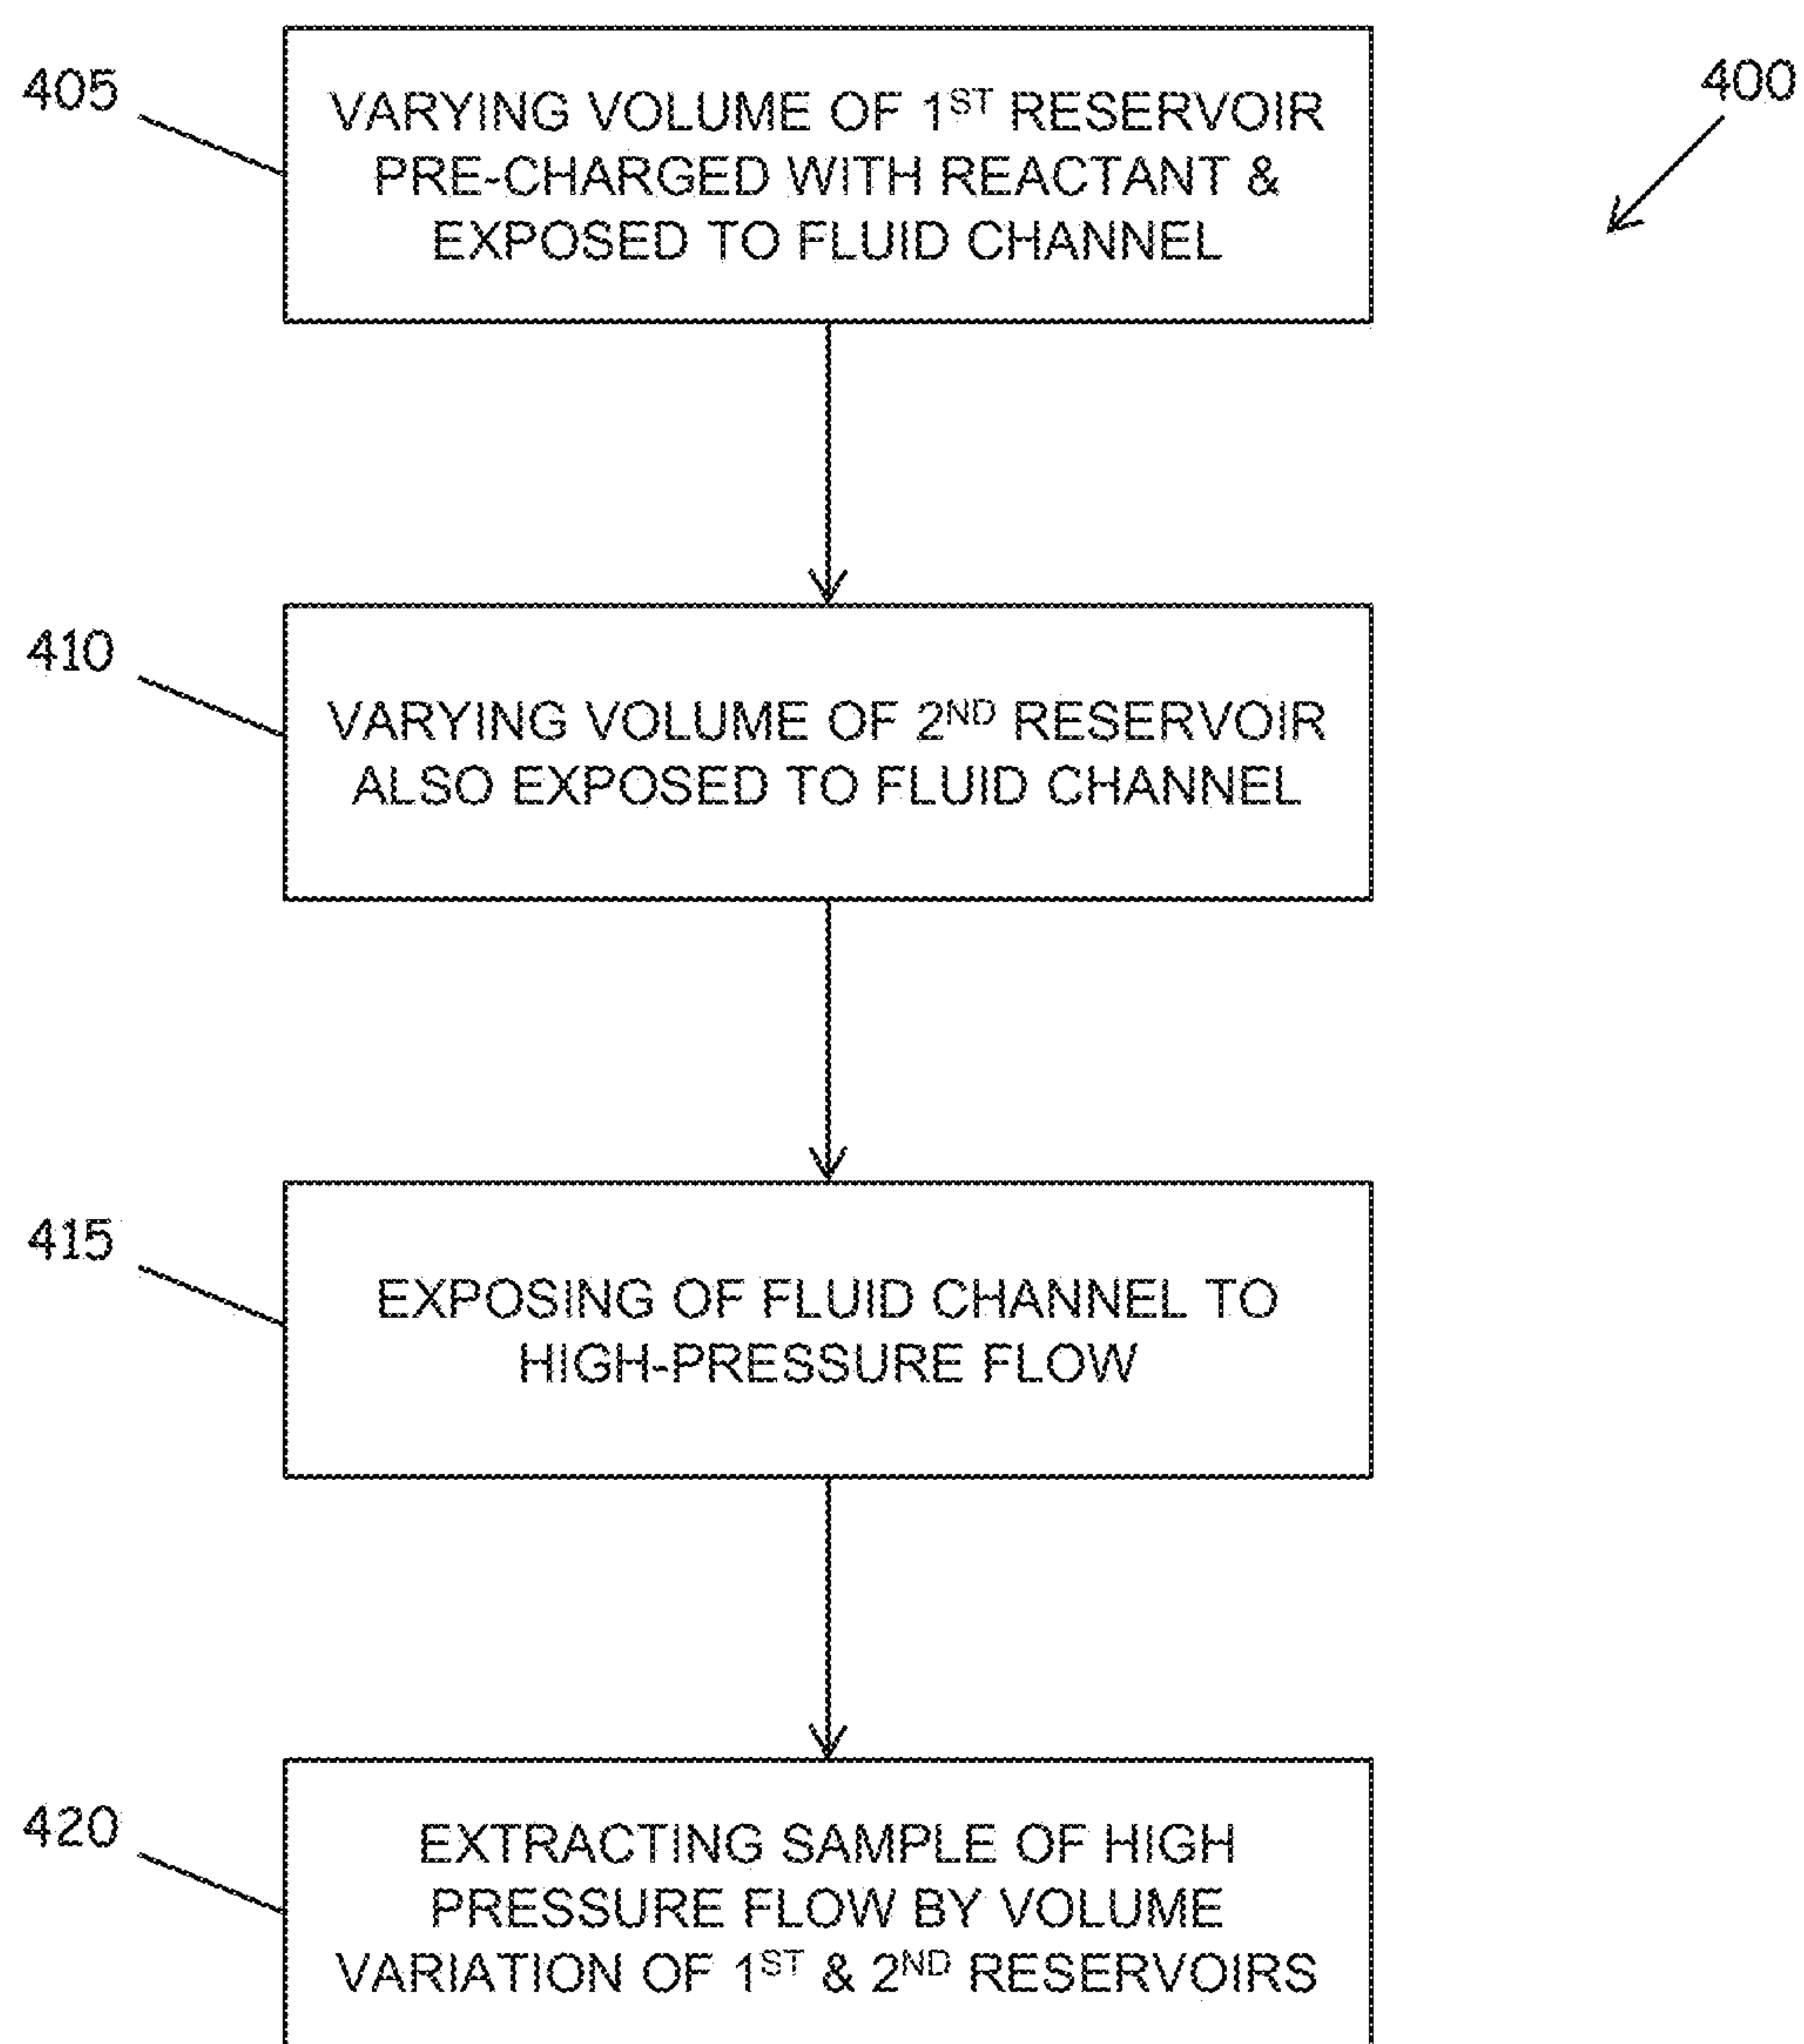 405
400
VARYING VOLUME OF 1ST RESERVOIR
PRE-CHARGED WITH REACTANT &
EXPOSED TO FLUID CHANNEL
410
VARYING VOLUME OF 2ND RESERVOIR
ALSO EXPOSED TO FLUID CHANNEL
415
EXPOSING OF FLUID CHANNEL TO
HIGH-PRESSURE FLOW
420
EXTRACTING SAMPLE OF HIGH
PRESSURE FLOW BY VOLUME
VARIATION OF 1ST & 2ND RESERVOIRS